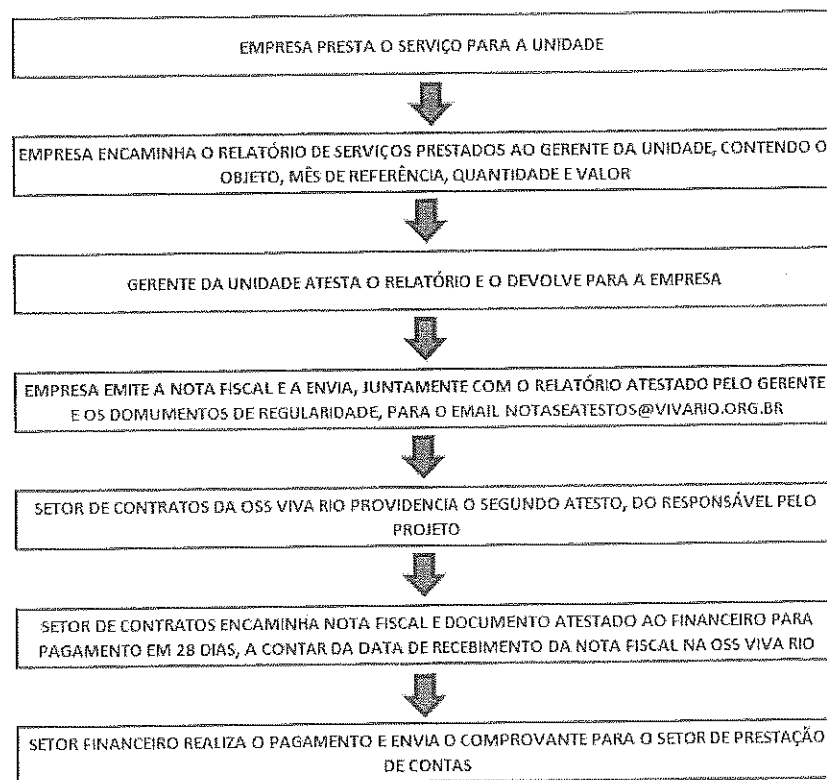 EMPRESA PRESTA O SERVIÇO PARA A UNIDADE
EMPRESA ENCAMINHA O RELATÓRIO DE SERVIÇOS PRESTADOS AO GERENTE DA UNIDADE, CONTENDO O
OBJETO, MÊS DE REFERÊNCIA, QUANTIDADE E VALOR
GERENTE DA UNIDADE ATESTA O RELATÓRIO E O DEVOLVE PARA A EMPRESA
EMPRESA EMITE A NOTA FISCAL E A ENVIA, JUNTAMENTE COM O RELATÓRIO ATESTADO PELO GERENTE
E OS DOMUMENTOS DE REGULARIDADE, PARA O EMAIL NOTASEATESTOS@VIVARIO.ORG.BR
SETOR DE CONTRATOS DA OSS VIVA RIO PROVIDENCIA O SEGUNDO ATESTO, DO RESPONSÁVEL PELO
PROJETO
SETOR DE CONTRATOS ENCAMINHA NOTA FISCAL E DOCUMENTO ATESTADO AO FINANCEIRO PARA
PAGAMENTO EM 28 DIAS, A CONTAR DA DATA DE RECEBIMENTO DA NOTA FISCAL NA OSS VIVA RIO
SETOR FINANCEIRO REALIZA O PAGAMENTO E ENVIA O COMPROVANTE PARA O SETOR DE PRESTAÇÃO
DE CONTAS